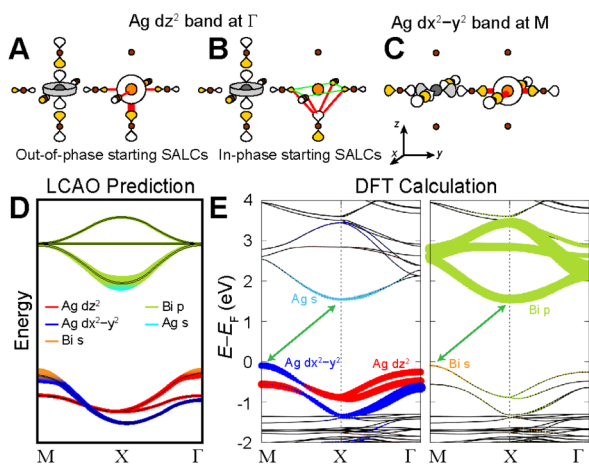 Ag dz² band at Γ
Ag dx²−y² band at M
A
B
C
Out-of-phase starting SALCs
In-phase starting SALCs
z
x
y
LCAO Prediction
DFT Calculation
D
E
Energy
Ag dz²
Ag dx²−y²
Bi s
Bi p
Ag s
M
X
Γ
E−E_F (eV)
4
3
2
1
0
-1
-2
Ag s
Ag dx²−y²
Ag dz²
M
X
Γ
Bi p
Bi s
M
X
Γ